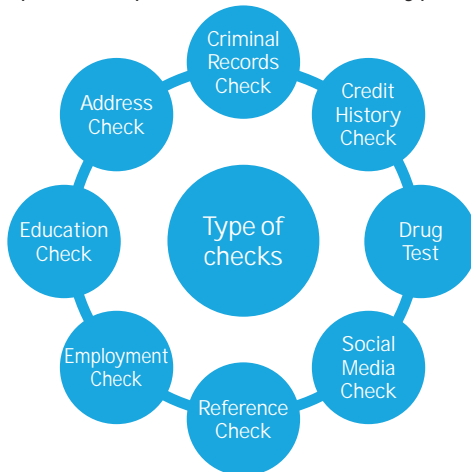 Criminal
Records
Check
Credit
History
Check
Drug
Test
Social
Media
Check
Reference
Check
Employment
Check
Education
Check
Address
Check
Type of
checks